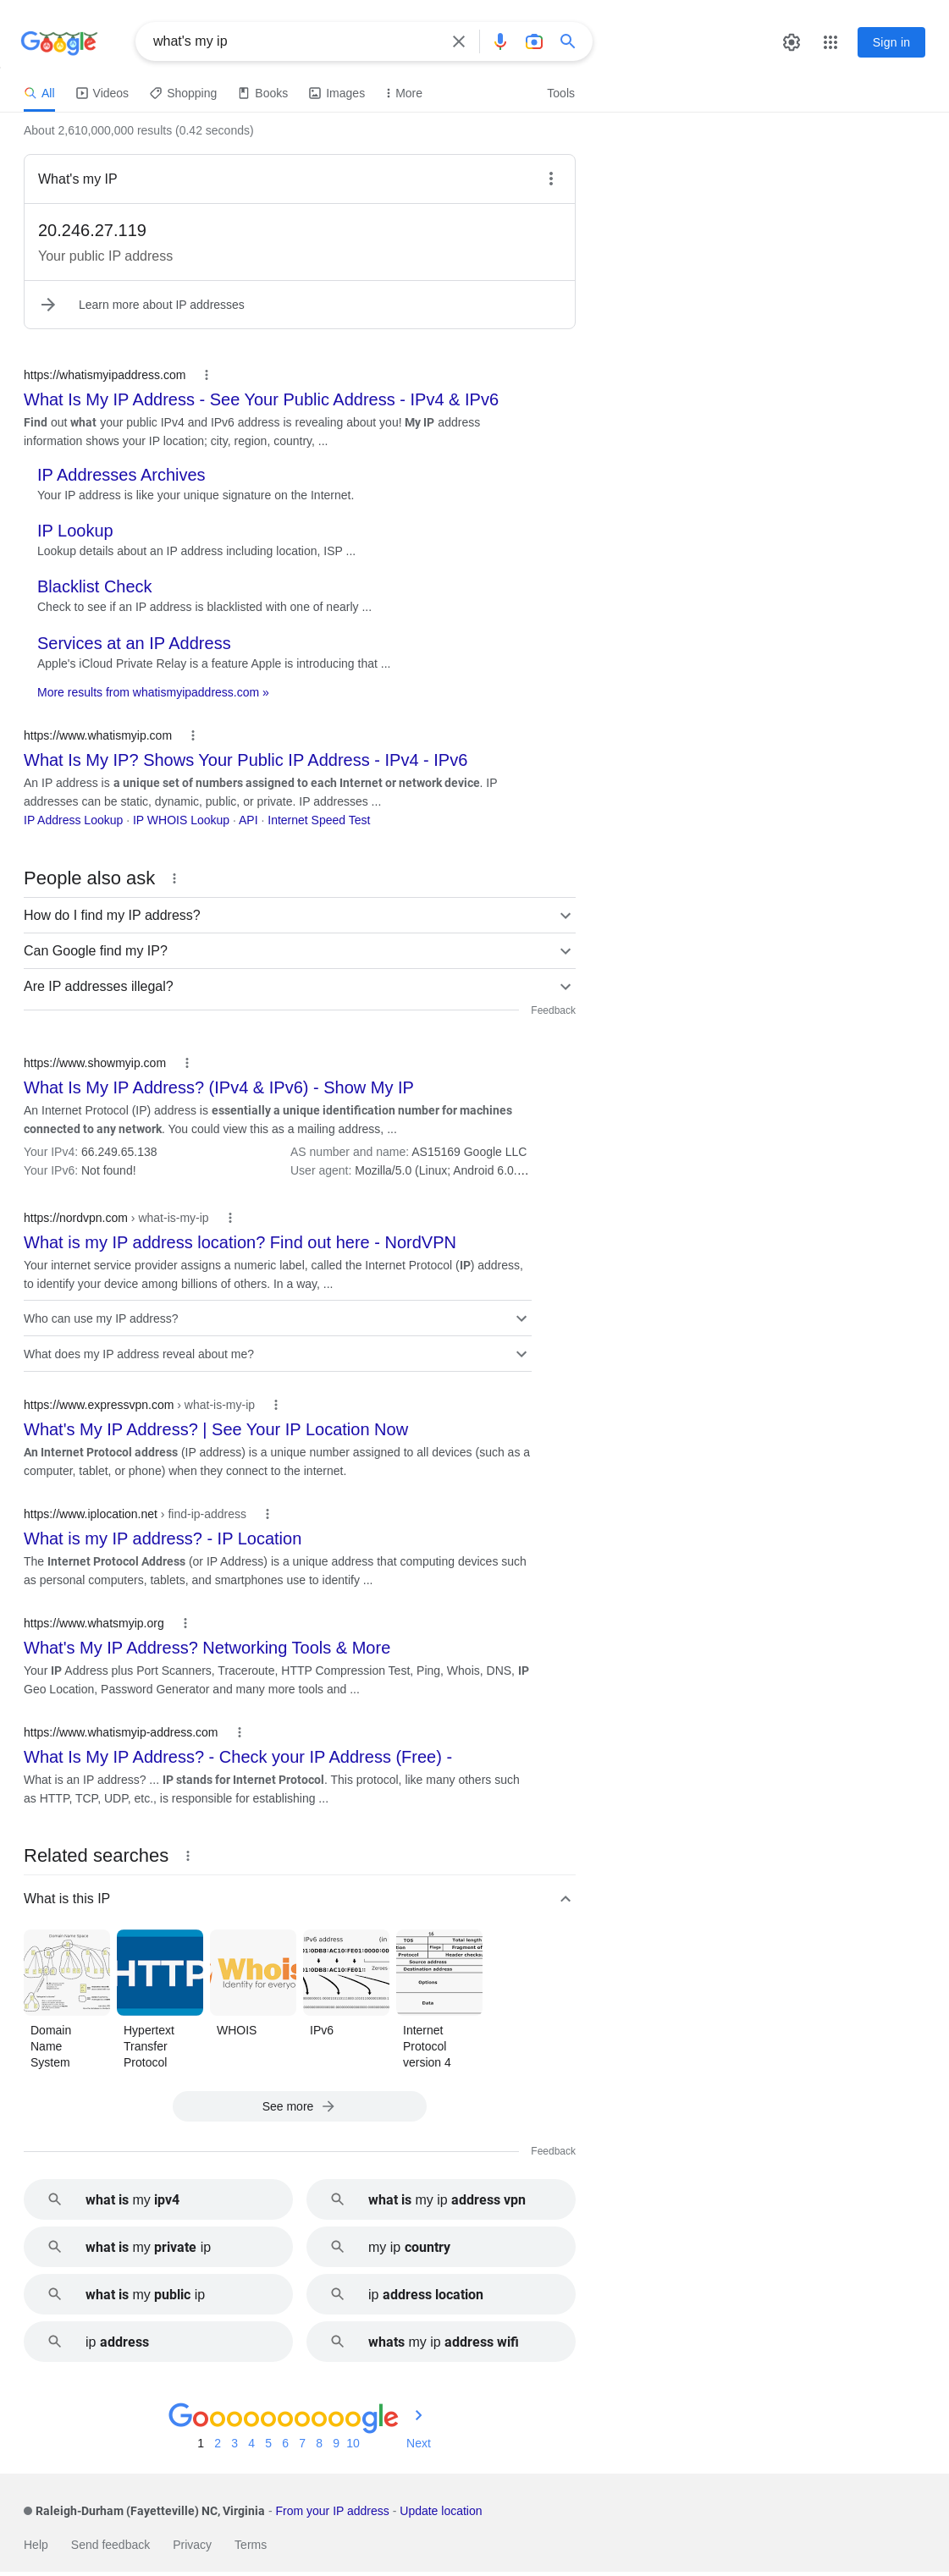 Google
what's my ip
Sign in
All
Videos
Shopping
Books
Images
More
Tools
About 2,610,000,000 results (0.42 seconds)
What's my IP
20.246.27.119
Your public IP address
Learn more about IP addresses
https://whatismyipaddress.com
What Is My IP Address - See Your Public Address - IPv4 & IPv6
Find out what your public IPv4 and IPv6 address is revealing about you! My IP address
information shows your IP location; city, region, country, ...
IP Addresses Archives
Your IP address is like your unique signature on the Internet.
IP Lookup
Lookup details about an IP address including location, ISP ...
Blacklist Check
Check to see if an IP address is blacklisted with one of nearly ...
Services at an IP Address
Apple's iCloud Private Relay is a feature Apple is introducing that ...
More results from whatismyipaddress.com »
https://www.whatismyip.com
What Is My IP? Shows Your Public IP Address - IPv4 - IPv6
An IP address is a unique set of numbers assigned to each Internet or network device. IP
addresses can be static, dynamic, public, or private. IP addresses ...
IP Address Lookup · IP WHOIS Lookup · API · Internet Speed Test
People also ask
How do I find my IP address?
Can Google find my IP?
Are IP addresses illegal?
Feedback
https://www.showmyip.com
What Is My IP Address? (IPv4 & IPv6) - Show My IP
An Internet Protocol (IP) address is essentially a unique identification number for machines
connected to any network. You could view this as a mailing address, ...
Your IPv4: 66.249.65.138
AS number and name: AS15169 Google LLC
Your IPv6: Not found!
User agent: Mozilla/5.0 (Linux; Android 6.0....
https://nordvpn.com › what-is-my-ip
What is my IP address location? Find out here - NordVPN
Your internet service provider assigns a numeric label, called the Internet Protocol (IP) address,
to identify your device among billions of others. In a way, ...
Who can use my IP address?
What does my IP address reveal about me?
https://www.expressvpn.com › what-is-my-ip
What's My IP Address? | See Your IP Location Now
An Internet Protocol address (IP address) is a unique number assigned to all devices (such as a
computer, tablet, or phone) when they connect to the internet.
https://www.iplocation.net › find-ip-address
What is my IP address? - IP Location
The Internet Protocol Address (or IP Address) is a unique address that computing devices such
as personal computers, tablets, and smartphones use to identify ...
https://www.whatsmyip.org
What's My IP Address? Networking Tools & More
Your IP Address plus Port Scanners, Traceroute, HTTP Compression Test, Ping, Whois, DNS, IP
Geo Location, Password Generator and many more tools and ...
https://www.whatismyip-address.com
What Is My IP Address? - Check your IP Address (Free) -
What is an IP address? ... IP stands for Internet Protocol. This protocol, like many others such
as HTTP, TCP, UDP, etc., is responsible for establishing ...
Related searches
What is this IP
Domain Name Space
HTTP
Whois
Identity for everyo
IPv6 address (in
Zeroes
TOS Total length
Flags Fragment of
Protocol Header checks
Source address
Destination address
Options
Data
Domain
Name
System
Hypertext
Transfer
Protocol
WHOIS
IPv6
Internet
Protocol
version 4
See more
Feedback
what is my ipv4
what is my ip address vpn
what is my private ip
my ip country
what is my public ip
ip address location
ip address
whats my ip address wifi
Goooooooooogle
1 2 3 4 5 6 7 8 9 10 Next
Raleigh-Durham (Fayetteville) NC, Virginia - From your IP address - Update location
Help
Send feedback
Privacy
Terms